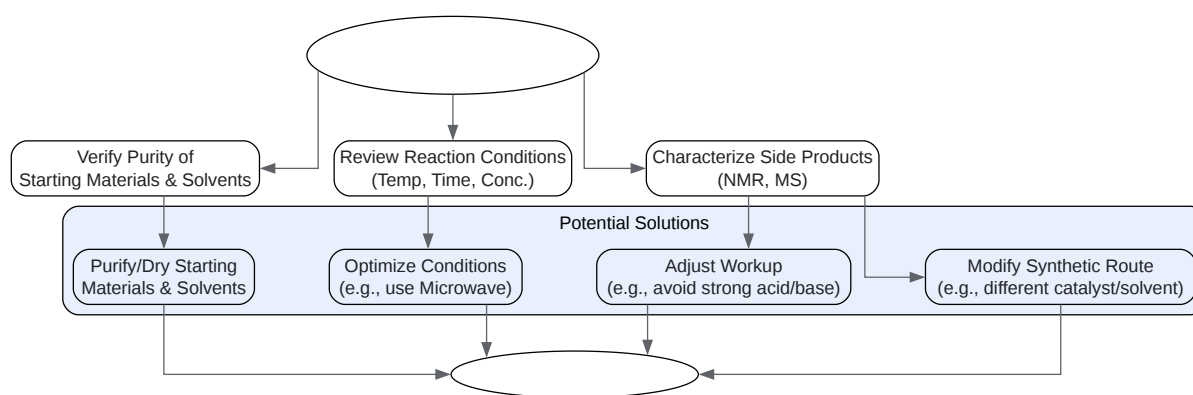 Verify Purity of
Starting Materials & Solvents
Review Reaction Conditions
(Temp, Time, Conc.)
Characterize Side Products
(NMR, MS)
Potential Solutions
Purify/Dry Starting
Materials & Solvents
Optimize Conditions
(e.g., use Microwave)
Adjust Workup
(e.g., avoid strong acid/base)
Modify Synthetic Route
(e.g., different catalyst/solvent)